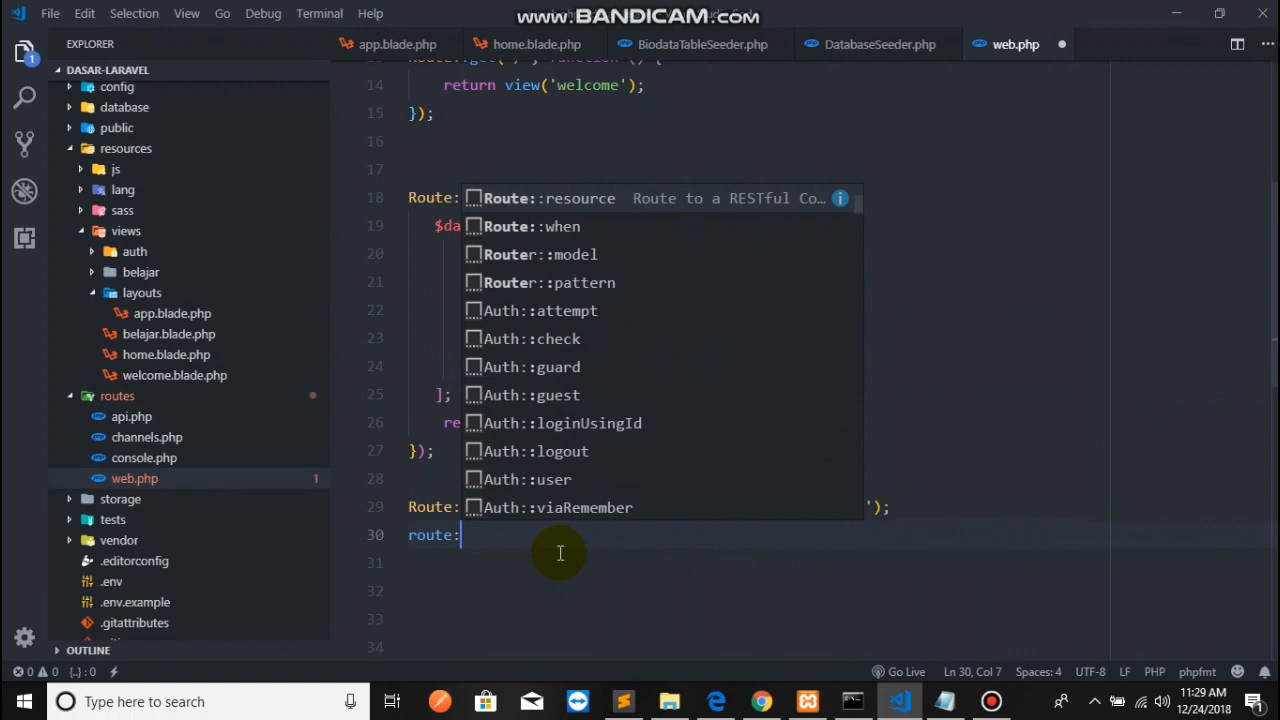 File Edit Selection View Go Debug Terminal Help
www.BANDICAM.com
EXPLORER
app.blade.php
home.blade.php
BiodataTableSeeder.php
DatabaseSeeder.php
web.php
1
DASAR-LARAVEL
config
database
public
resources
js
lang
sass
views
auth
belajar
layouts
app.blade.php
belajar.blade.php
home.blade.php
welcome.blade.php
routes
api.php
channels.php
console.php
web.php 1
storage
tests
vendor
.editorconfig
.env
.env.example
.gitattributes
OUTLINE
14 return view('welcome');
15 });
16
17
18 Route:
19 $da
20
21
22
23
24
25 ];
26 re
27 });
28
29 Route: ');
30 route:
31
32
33
34
Route::resource Route to a RESTful Co...
Route::when
Router::model
Router::pattern
Auth::attempt
Auth::check
Auth::guard
Auth::guest
Auth::loginUsingId
Auth::logout
Auth::user
Auth::viaRemember
0 0 {..} : 0
Go Live Ln 30, Col 7 Spaces: 4 UTF-8 LF PHP phpfmt
Type here to search
11:29 AM
12/24/2018